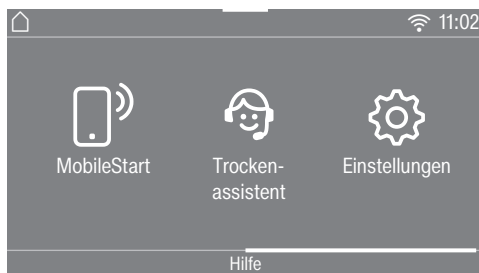 11:02
MobileStart
Trocken-
assistent
Einstellungen
Hilfe